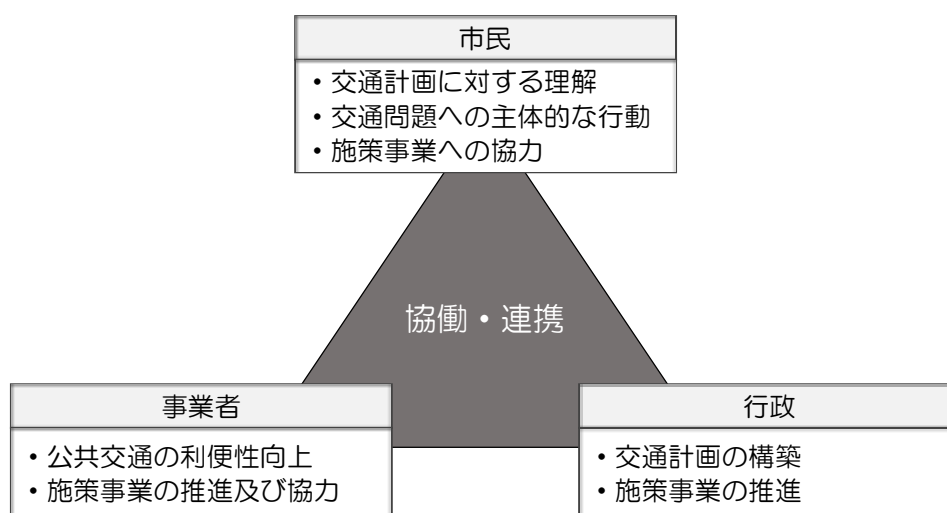 市民
・交通計画に対する理解
・交通問題への主体的な行動
・施策事業への協力
協働・連携
事業者
・公共交通の利便性向上
・施策事業の推進及び協力
行政
・交通計画の構築
・施策事業の推進